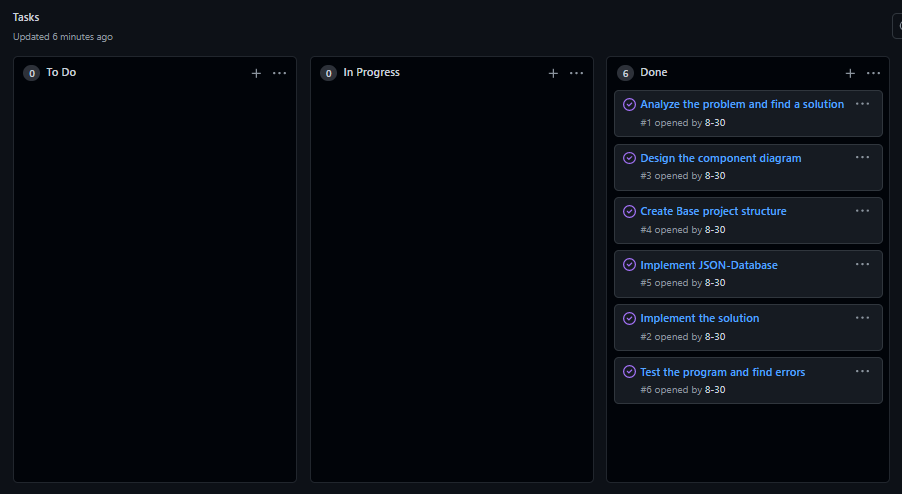 Tasks
Updated 6 minutes ago
0 To Do
0 In Progress
6 Done
Analyze the problem and find a solution
#1 opened by 8-30
Design the component diagram
#3 opened by 8-30
Create Base project structure
#4 opened by 8-30
Implement JSON-Database
#5 opened by 8-30
Implement the solution
#2 opened by 8-30
Test the program and find errors
#6 opened by 8-30